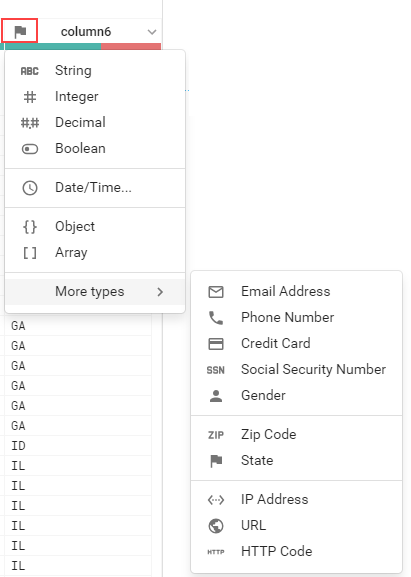 column6
ABC String
# Integer
#.# Decimal
Boolean
Date/Time...
{} Object
[] Array
More types
Email Address
Phone Number
Credit Card
SSN Social Security Number
Gender
ZIP Zip Code
State
IP Address
URL
HTTP HTTP Code
GA
GA
GA
GA
GA
GA
ID
IL
IL
IL
IL
IL
IL